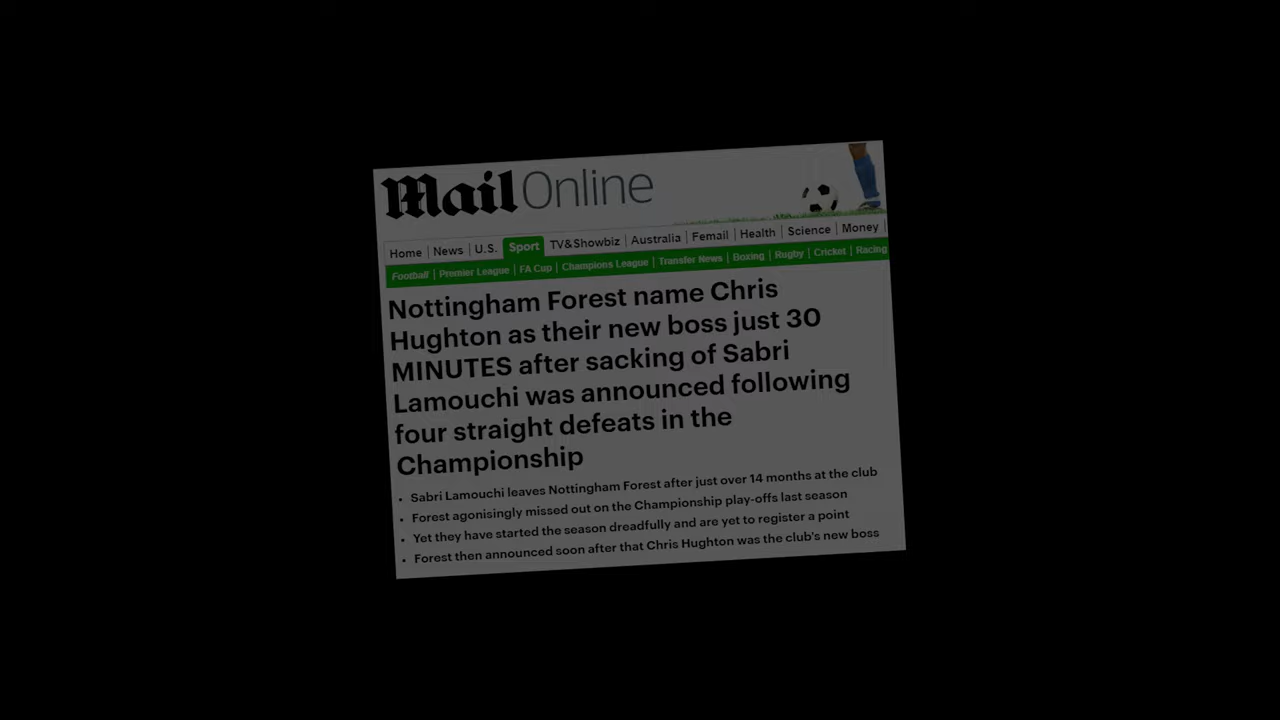 Mail Online
Home News U.S. Sport TV&Showbiz Australia Femail Health Science Money
Football Premier League FA Cup Champions League Transfer News Boxing Rugby Cricket Racing
Nottingham Forest name Chris
Hughton as their new boss just 30
MINUTES after sacking of Sabri
Lamouchi was announced following
four straight defeats in the
Championship
• Sabri Lamouchi leaves Nottingham Forest after just over 14 months at the club
• Forest agonisingly missed out on the Championship play-offs last season
• Yet they have started the season dreadfully and are yet to register a point
• Forest then announced soon after that Chris Hughton was the club's new boss